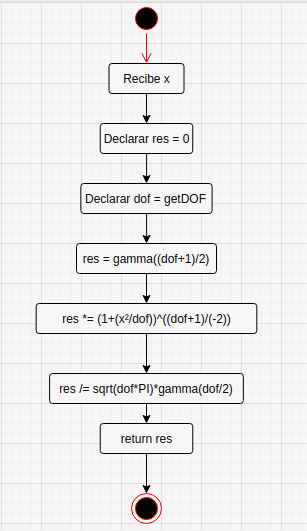 Recibe x
Declarar res = 0
Declarar dof = getDOF
res = gamma((dof+1)/2)
res *= (1+(x²/dof))^((dof+1)/(-2))
res /= sqrt(dof*PI)*gamma(dof/2)
return res